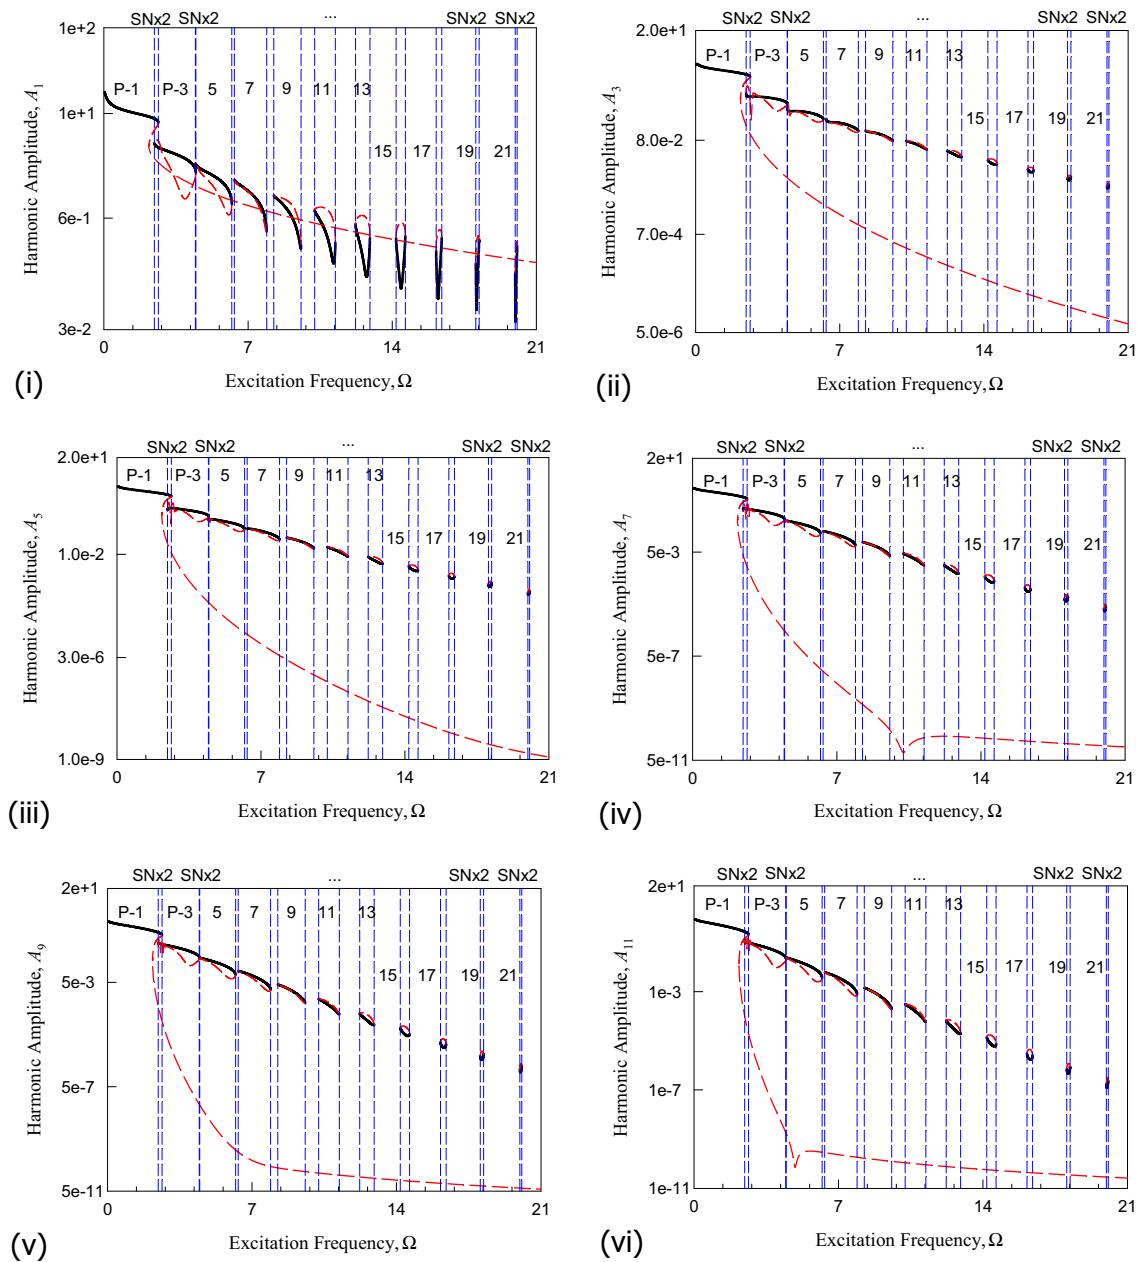 SNx2 SNx2 ... SNx2 SNx2
1e+2
P-1 P-3 5 7 9 11 13
1e+1
15 17 19 21
6e-1
3e-2
0 7 14 21
Harmonic Amplitude, A1
Excitation Frequency, Ω
(i)
SNx2 SNx2 ... SNx2 SNx2
2.0e+1
P-1 P-3 5 7 9 11 13
15 17 19 21
8.0e-2
7.0e-4
5.0e-6
0 7 14 21
Harmonic Amplitude, A3
Excitation Frequency, Ω
(ii)
SNx2 SNx2 ... SNx2 SNx2
2.0e+1
P-1 P-3 5 7 9 11 13
15 17 19 21
1.0e-2
3.0e-6
1.0e-9
0 7 14 21
Harmonic Amplitude, A5
Excitation Frequency, Ω
(iii)
SNx2 SNx2 ... SNx2 SNx2
2e+1
P-1 P-3 5 7 9 11 13
15 17 19 21
5e-3
5e-7
5e-11
0 7 14 21
Harmonic Amplitude, A7
Excitation Frequency, Ω
(iv)
SNx2 SNx2 ... SNx2 SNx2
2e+1
P-1 P-3 5 7 9 11 13
15 17 19 21
5e-3
5e-7
5e-11
0 7 14 21
Harmonic Amplitude, A9
Excitation Frequency, Ω
(v)
SNx2 SNx2 ... SNx2 SNx2
2e+1
P-1 P-3 5 7 9 11 13
15 17 19 21
1e-3
1e-7
1e-11
0 7 14 21
Harmonic Amplitude, A11
Excitation Frequency, Ω
(vi)